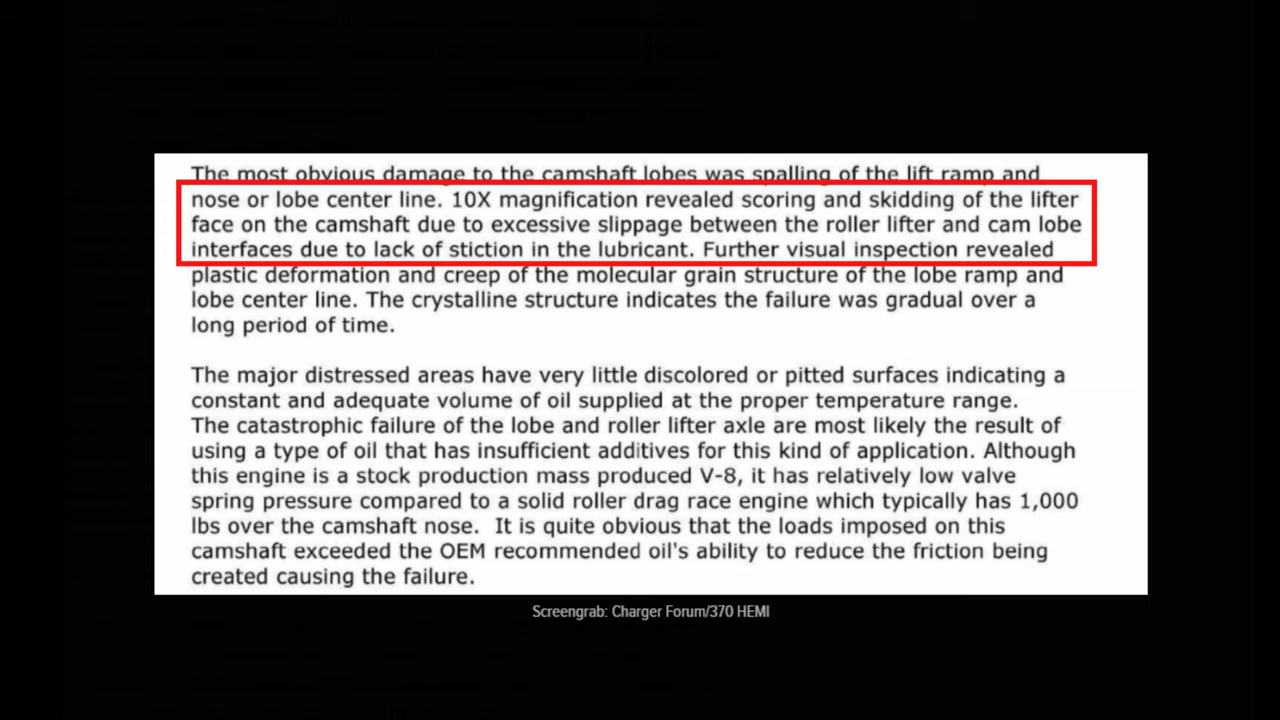 The most obvious damage to the camshaft lobes was spalling of the lift ramp and
nose or lobe center line. 10X magnification revealed scoring and skidding of the lifter
face on the camshaft due to excessive slippage between the roller lifter and cam lobe
interfaces due to lack of stiction in the lubricant. Further visual inspection revealed
plastic deformation and creep of the molecular grain structure of the lobe ramp and
lobe center line. The crystalline structure indicates the failure was gradual over a
long period of time.
The major distressed areas have very little discolored or pitted surfaces indicating a
constant and adequate volume of oil supplied at the proper temperature range.
The catastrophic failure of the lobe and roller lifter axle are most likely the result of
using a type of oil that has insufficient additives for this kind of application. Although
this engine is a stock production mass produced V-8, it has relatively low valve
spring pressure compared to a solid roller drag race engine which typically has 1,000
lbs over the camshaft nose. It is quite obvious that the loads imposed on this
camshaft exceeded the OEM recommended oil's ability to reduce the friction being
created causing the failure.
Screengrab: Charger Forum/370 HEMI